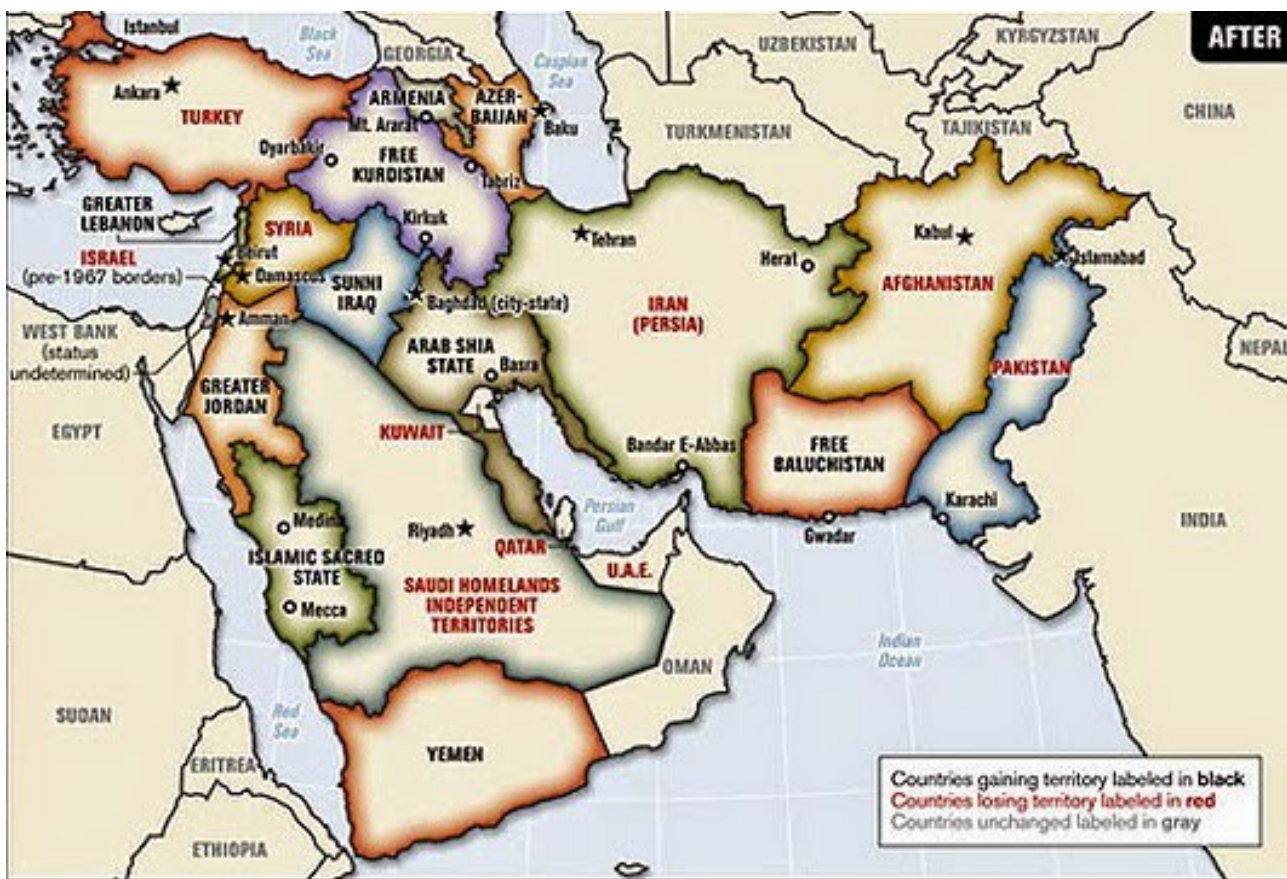 AFTER
Istanbul
Black
Sea
GEORGIA
Caspian
Sea
UZBEKISTAN
KYRGYZSTAN
Ankara
TURKEY
ARMENIA
AZER-
BAIJAN
Mt. Ararat
Baku
TURKMENISTAN
TAJIKISTAN
CHINA
Dyarbakir
FREE
KURDISTAN
Tabriz
GREATER
LEBANON
SYRIA
Kirkuk
Tehran
Herat
Kabul
Islamabad
ISRAEL
(pre-1967 borders)
Beirut
Damascus
SUNNI
IRAQ
Baghdad (city-state)
IRAN
(PERSIA)
AFGHANISTAN
WEST BANK
(status
undetermined)
Amman
ARAB SHIA
STATE
Basra
NEPAL
PAKISTAN
GREATER
JORDAN
EGYPT
KUWAIT
Bandar E-Abbas
FREE
BALUCHISTAN
Karachi
Gwadar
INDIA
Medina
ISLAMIC SACRED
STATE
Mecca
Riyadh
Persian
Gulf
QATAR
U.A.E.
SAUDI HOMELANDS
INDEPENDENT
TERRITORIES
OMAN
Indian
Ocean
SUDAN
Red
Sea
YEMEN
ERITREA
ETHIOPIA
Countries gaining territory labeled in black
Countries losing territory labeled in red
Countries unchanged labeled in gray